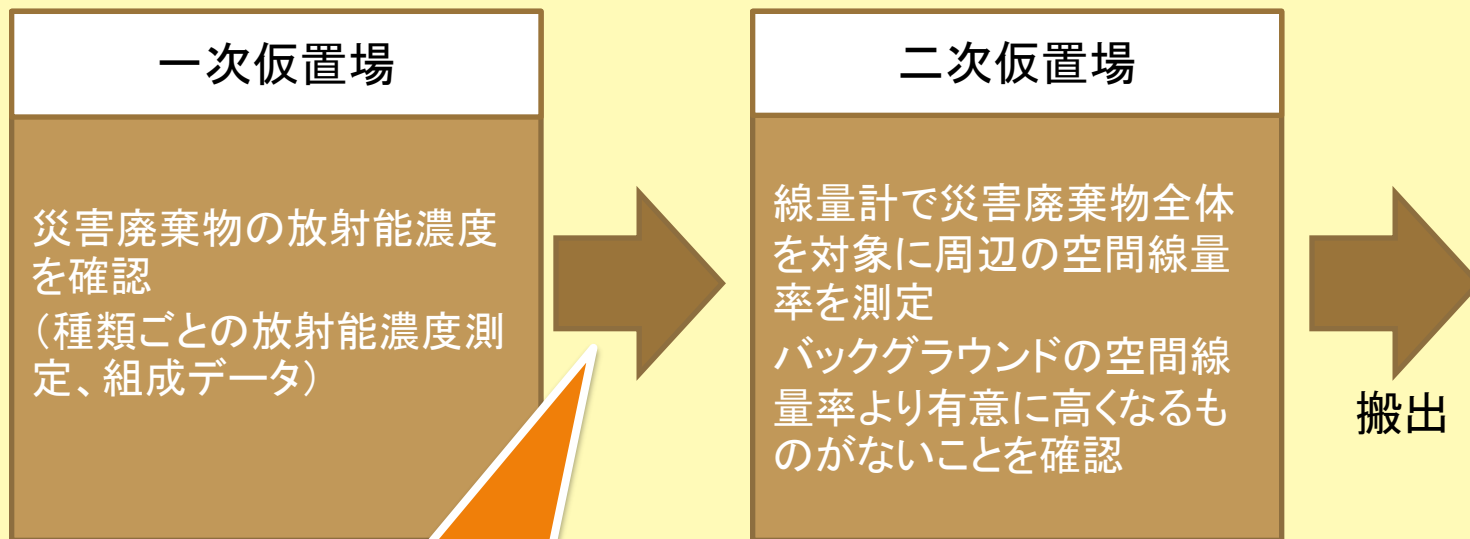 一次仮置場
災害廃棄物の放射能濃度
を確認
（種類ごとの放射能濃度測
定、組成データ）
二次仮置場
線量計で災害廃棄物全体
を対象に周辺の空間線量
率を測定
バックグラウンドの空間線
量率より有意に高くなるも
のがないことを確認
搬出